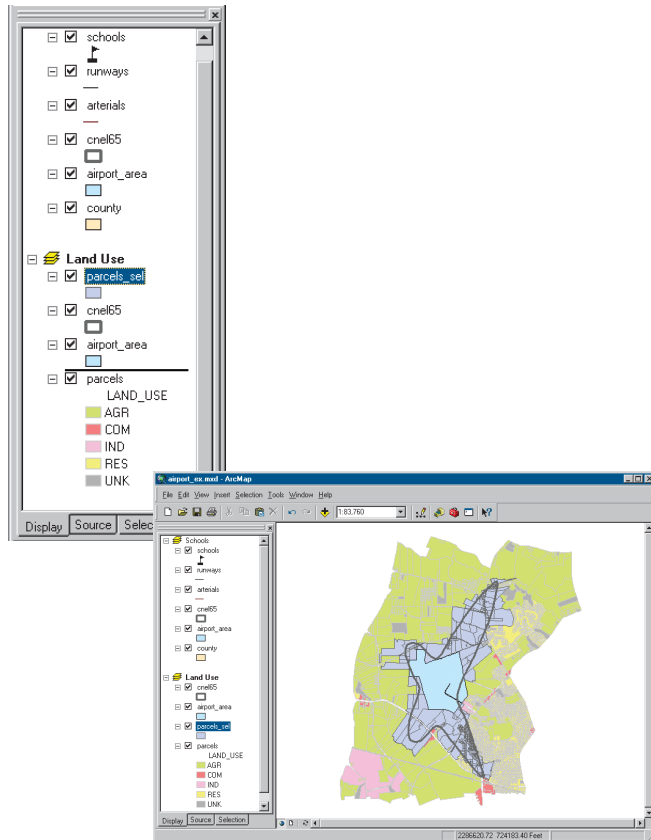 schools
runways
arterials
cnel65
airport_area
county
Land Use
parcels_sel
cnel65
airport_area
parcels
LAND_USE
AGR
COM
IND
RES
UNK
Display Source Selec
airport_ex.mxd - ArcMap
File Edit View Insert Selection Tools Window Help
1:83,760
Schools
schools
runways
arterials
cnel65
airport_area
county
Land Use
cnel65
airport_area
parcels_sel
parcels
LAND_USE
AGR
COM
IND
RES
UNK
Display Source Selection
2286620.72 724183.40 Feet